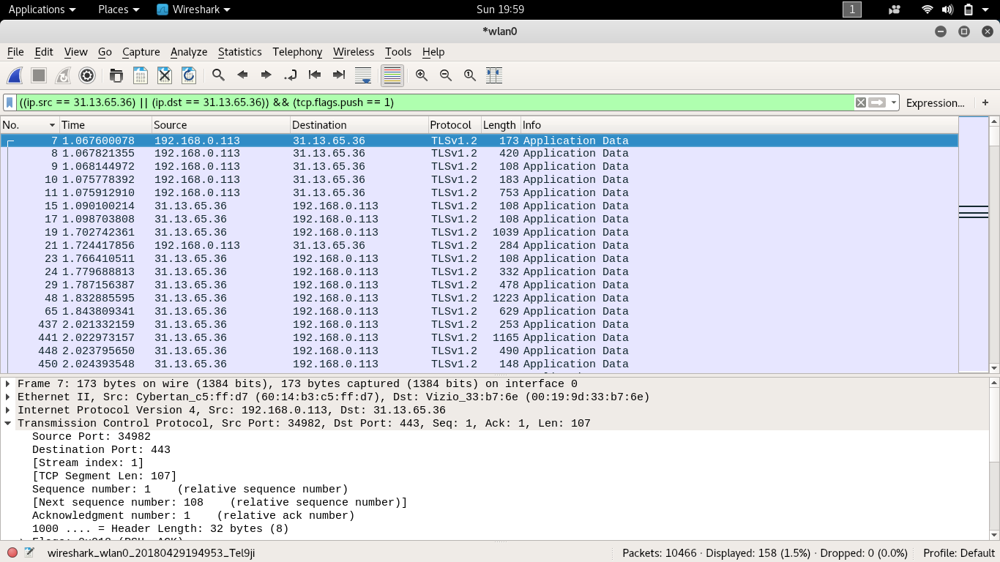 Applications Places Wireshark Sun 19:59 1
*wlan0
File Edit View Go Capture Analyze Statistics Telephony Wireless Tools Help
((ip.src == 31.13.65.36) || (ip.dst == 31.13.65.36)) && (tcp.flags.push == 1) Expression... +
No. Time Source Destination Protocol Length Info
7 1.067600078 192.168.0.113 31.13.65.36 TLSv1.2 173 Application Data
8 1.067821355 192.168.0.113 31.13.65.36 TLSv1.2 420 Application Data
9 1.068144972 192.168.0.113 31.13.65.36 TLSv1.2 108 Application Data
10 1.075778392 192.168.0.113 31.13.65.36 TLSv1.2 183 Application Data
11 1.075912910 192.168.0.113 31.13.65.36 TLSv1.2 753 Application Data
15 1.090100214 31.13.65.36 192.168.0.113 TLSv1.2 108 Application Data
17 1.098703808 31.13.65.36 192.168.0.113 TLSv1.2 108 Application Data
19 1.702742361 31.13.65.36 192.168.0.113 TLSv1.2 1039 Application Data
21 1.724417856 192.168.0.113 31.13.65.36 TLSv1.2 284 Application Data
23 1.766410511 31.13.65.36 192.168.0.113 TLSv1.2 108 Application Data
24 1.779688813 31.13.65.36 192.168.0.113 TLSv1.2 332 Application Data
29 1.787156387 31.13.65.36 192.168.0.113 TLSv1.2 478 Application Data
48 1.832885595 31.13.65.36 192.168.0.113 TLSv1.2 1223 Application Data
65 1.843809341 31.13.65.36 192.168.0.113 TLSv1.2 629 Application Data
437 2.021332159 31.13.65.36 192.168.0.113 TLSv1.2 253 Application Data
441 2.022973157 31.13.65.36 192.168.0.113 TLSv1.2 1165 Application Data
448 2.023795650 31.13.65.36 192.168.0.113 TLSv1.2 490 Application Data
450 2.024393548 31.13.65.36 192.168.0.113 TLSv1.2 148 Application Data
Frame 7: 173 bytes on wire (1384 bits), 173 bytes captured (1384 bits) on interface 0
Ethernet II, Src: Cybertan_c5:ff:d7 (60:14:b3:c5:ff:d7), Dst: Vizio_33:b7:6e (00:19:9d:33:b7:6e)
Internet Protocol Version 4, Src: 192.168.0.113, Dst: 31.13.65.36
Transmission Control Protocol, Src Port: 34982, Dst Port: 443, Seq: 1, Ack: 1, Len: 107
Source Port: 34982
Destination Port: 443
[Stream index: 1]
[TCP Segment Len: 107]
Sequence number: 1 (relative sequence number)
[Next sequence number: 108 (relative sequence number)]
Acknowledgment number: 1 (relative ack number)
1000 .... = Header Length: 32 bytes (8)
wireshark_wlan0_20180429194953_Tel9ji Packets: 10466 · Displayed: 158 (1.5%) · Dropped: 0 (0.0%) Profile: Default